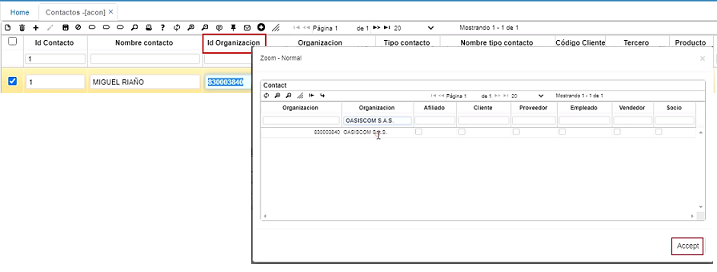 Home Contactos -[acon] ×
Página 1 de 1 20 Mostrando 1 - 1 de 1
Id Contacto Nombre contacto Id Organizacion Organizacion Tipo contacto Nombre tipo contacto Código Cliente Tercero Producto
1
1 MIGUEL RIAÑO 830003840
Zoom - Normal ×
Contact
Página 1 de 1 20 Mostrando 1 - 1 de 1
Organizacion Organizacion Afiliado Cliente Proveedor Empleado Vendedor Socio
OASISCOM S.A.S.
830003840 OASISCOM S.A.S.
Accept